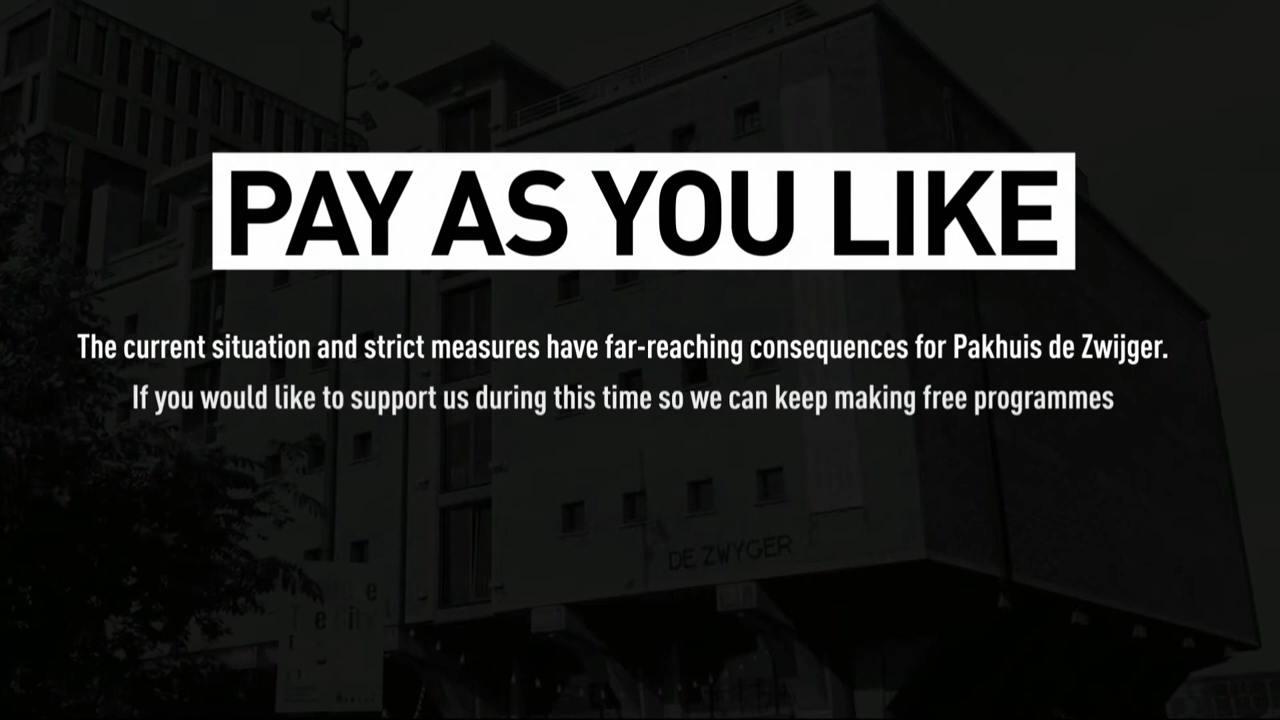 PAY AS YOU LIKE
The current situation and strict measures have far-reaching consequences for Pakhuis de Zwijger.
If you would like to support us during this time so we can keep making free programmes
DE ZWYGER